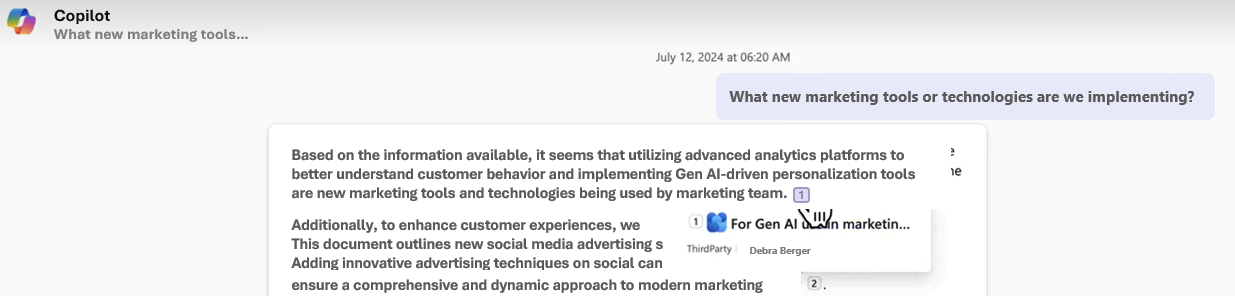 Copilot
What new marketing tools...
July 12, 2024 at 06:20 AM
What new marketing tools or technologies are we implementing?
Based on the information available, it seems that utilizing advanced analytics platforms to
better understand customer behavior and implementing Gen AI-driven personalization tools
are new marketing tools and technologies being used by marketing team. 1
Additionally, to enhance customer experiences, we
This document outlines new social media advertising s
Adding innovative advertising techniques on social can
ensure a comprehensive and dynamic approach to modern marketing
1 For Gen AI in marketin...
ThirdParty Debra Berger
2 .